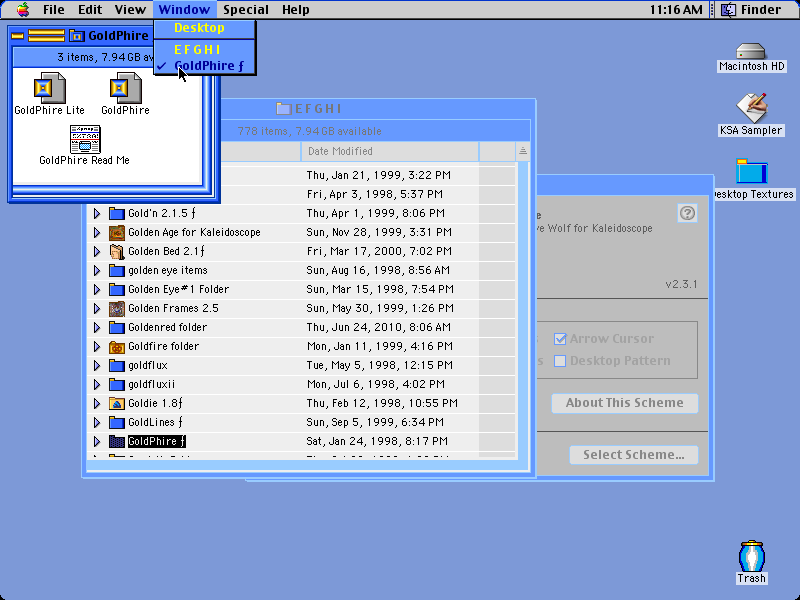 File Edit View Window Special Help 11:16 AM Finder
Desktop
E F G H I
✓ GoldPhire ƒ
GoldPhire
3 items, 7.94GB av
GoldPhire Lite GoldPhire
GoldPhire Read Me
Macintosh HD
KSA Sampler
Desktop Textures
Trash
E F G H I
778 items, 7.94GB available
Date Modified
Thu, Jan 21, 1999, 3:22 PM
Fri, Apr 3, 1998, 5:37 PM
Gold'n 2.1.5 ƒ Thu, Apr 1, 1999, 8:06 PM
Golden Age for Kaleidoscope Sun, Nov 28, 1999, 3:31 PM
Golden Bed 2.1ƒ Fri, Mar 17, 2000, 7:02 PM
golden eye items Sun, Aug 16, 1998, 8:56 AM
Golden Eye#1 Folder Sun, Mar 15, 1998, 7:54 PM
Golden Frames 2.5 Sun, May 30, 1999, 1:26 PM
Goldenred folder Thu, Jun 24, 2010, 8:06 AM
Goldfire folder Mon, Jan 11, 1999, 4:16 PM
goldflux Tue, May 5, 1998, 12:15 PM
goldfluxii Mon, Jul 6, 1998, 4:02 PM
Goldie 1.8ƒ Thu, Feb 12, 1998, 10:55 PM
GoldLines ƒ Sun, Sep 5, 1999, 6:34 PM
GoldPhire ƒ Sat, Jan 24, 1998, 8:17 PM
e
ve Wolf for Kaleidoscope
v2.3.1
Arrow Cursor
s Desktop Pattern
About This Scheme
Select Scheme...